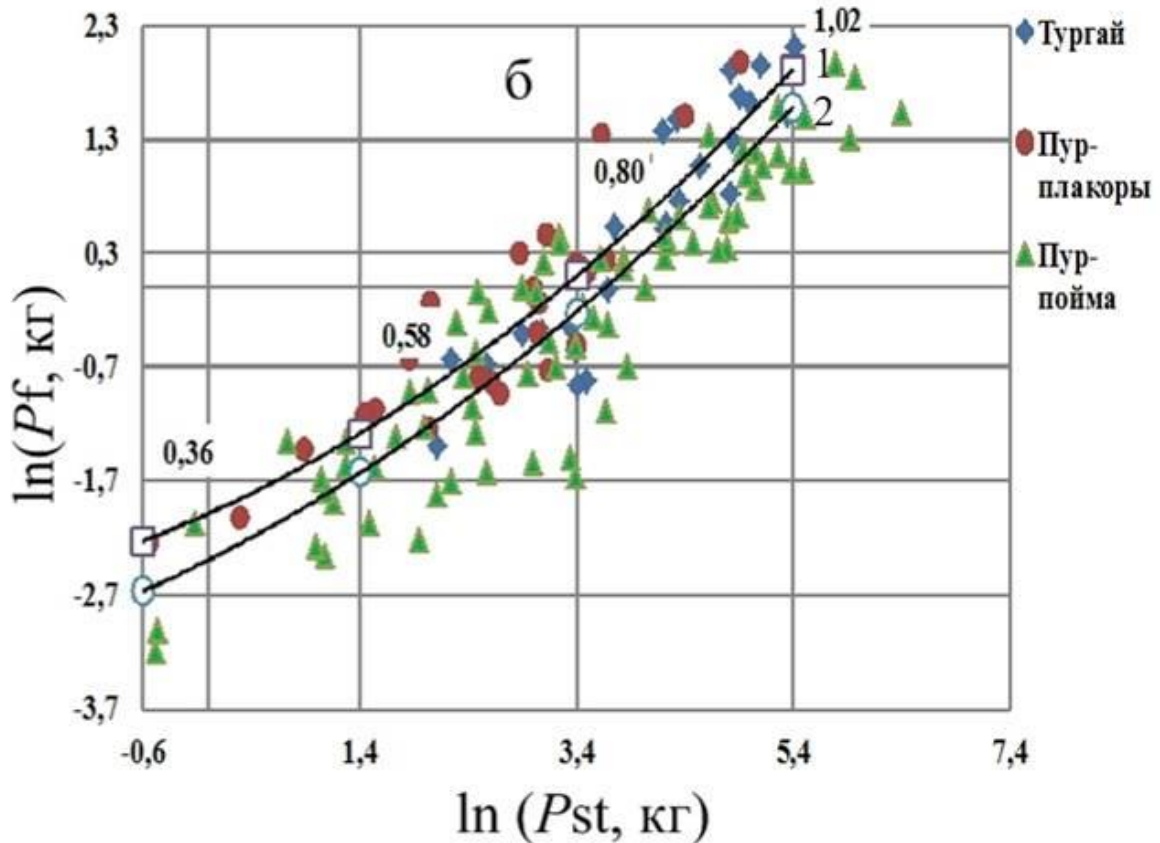 2,3
1,3
0,3
-0,7
-1,7
-2,7
-3,7
ln(Pf, кг)
б
1,02
1
2
0,80
0,58
0,36
-0,6 1,4 3,4 5,4 7,4
ln (Pst, кг)
Тургай
Пур-
плакоры
Пур-
пойма